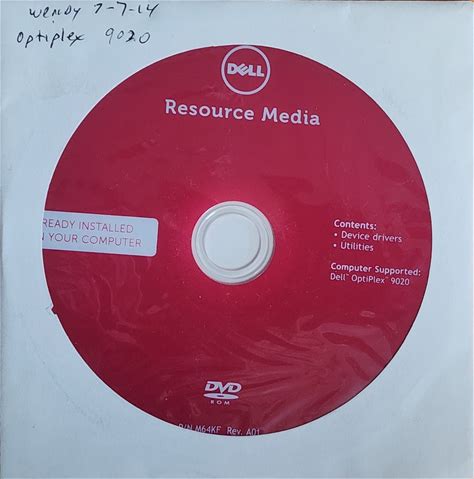 Wendy 7-7-14
Optiplex 9020
DELL
Resource Media
READY INSTALLED
N YOUR COMPUTER
Contents:
• Device drivers
• Utilities
Computer Supported:
Dell™ OptiPlex™ 9020
DVD
ROM
P/N M64KF Rev. A01